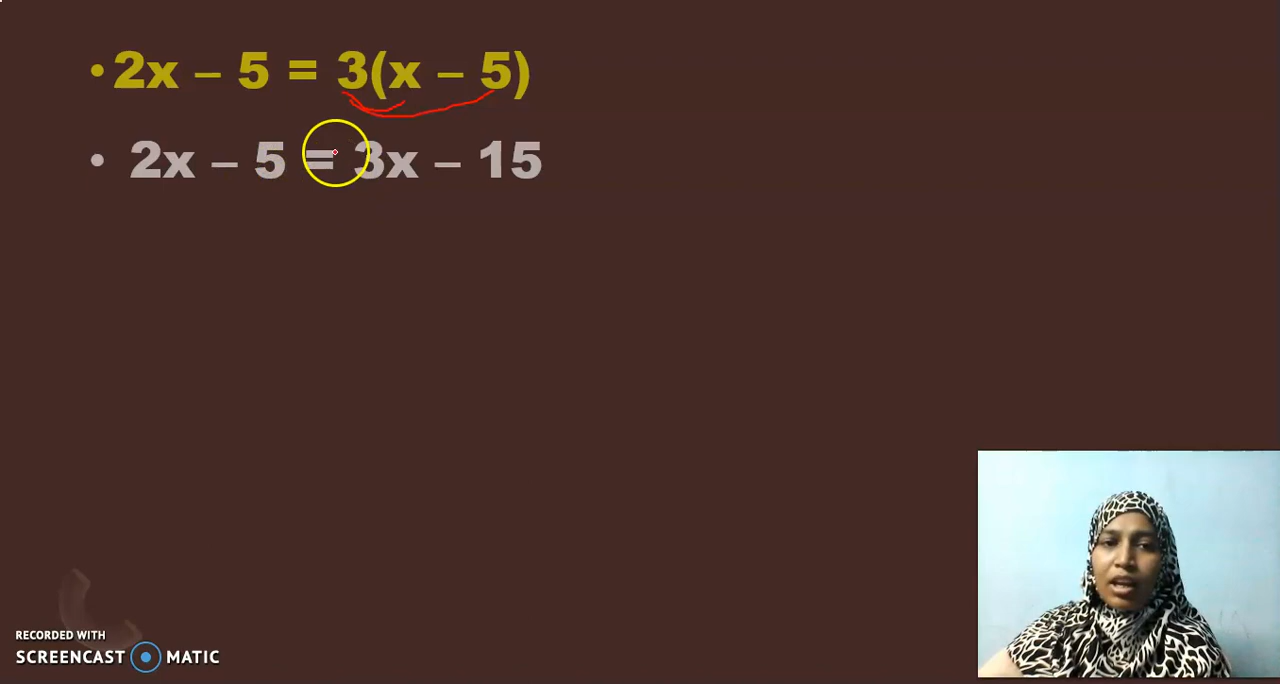 •2x – 5 = 3(x – 5)
• 2x – 5 = 3x – 15
RECORDED WITH
SCREENCAST MATIC